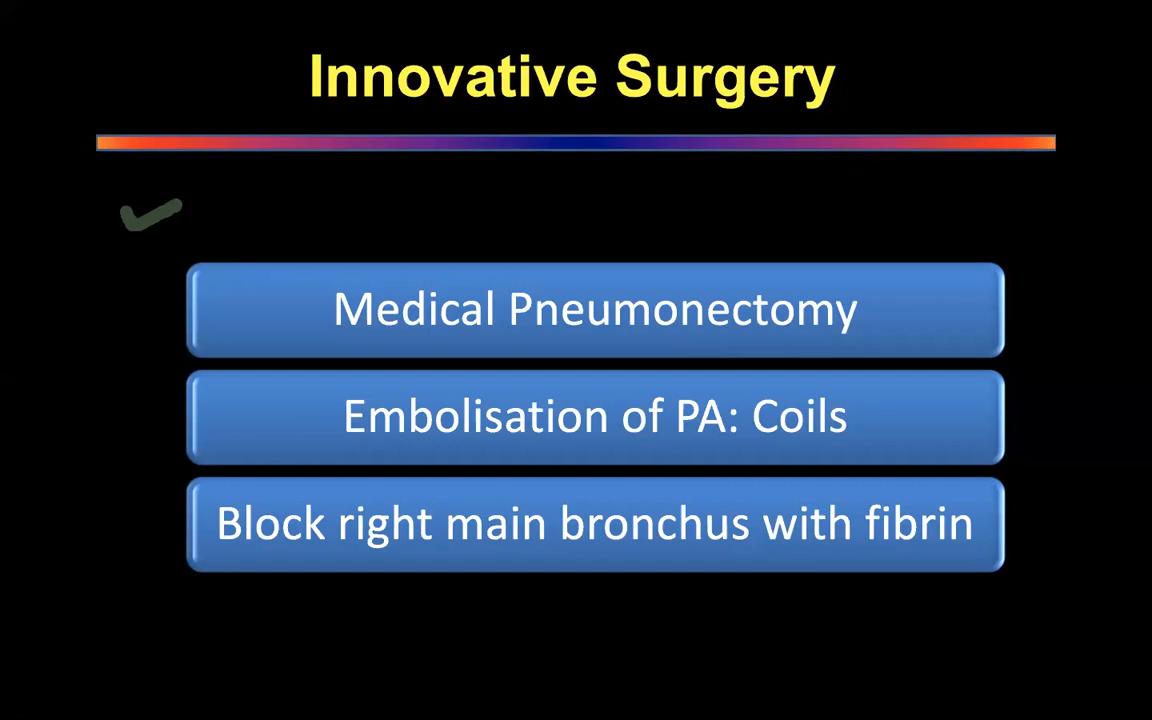 Innovative Surgery
Medical Pneumonectomy
Embolisation of PA: Coils
Block right main bronchus with fibrin